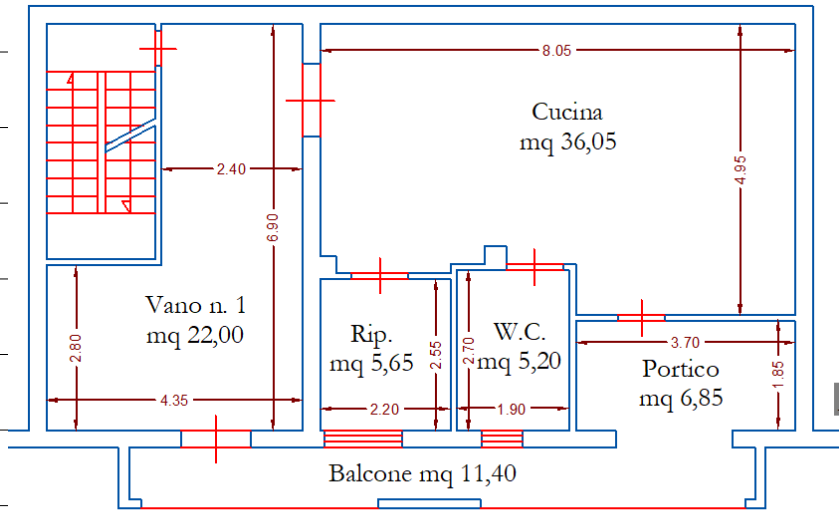 8.05
Cucina
mq 36,05
2.40
4.95
6.90
Vano n. 1
mq 22,00
2.80
4.35
Rip.
mq 5,65
2.55
2.20
W.C.
mq 5,20
2.70
1.90
3.70
Portico
mq 6,85
1.85
Balcone mq 11,40